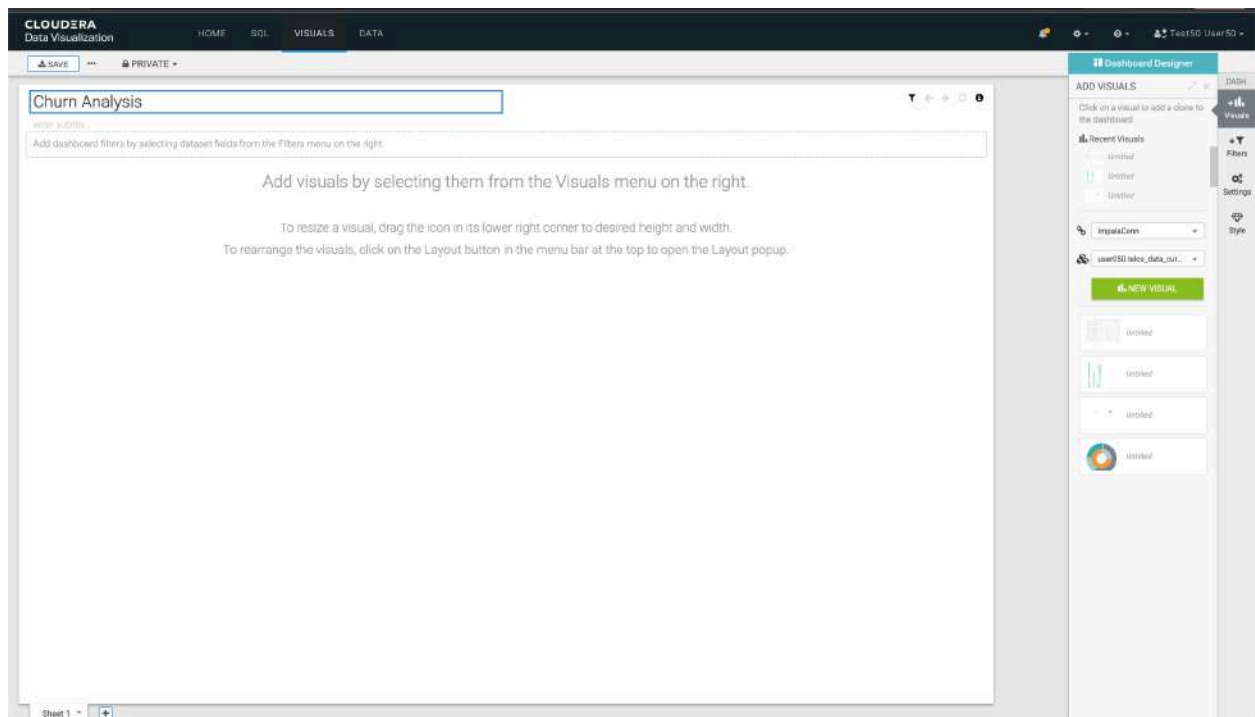 CLOUDERA
Data Visualization
HOME SQL VISUALS DATA
Test50 User50
SAVE ••• PRIVATE
Dashboard Designer
Churn Analysis
Add dashboard filters by selecting dataset fields from the Filters menu on the right.
Add visuals by selecting them from the Visuals menu on the right.
To resize a visual, drag the icon in its lower right corner to desired height and width.
To rearrange the visuals, click on the Layout button in the menu bar at the top to open the Layout popup.
ADD VISUALS
Click on a visual to add a clone to
the dashboard
Recent Visuals
Untitled
Untitled
Untitled
ImpalaConn
user050.telco_data_cur...
NEW VISUAL
Untitled
Untitled
Untitled
Untitled
DASH
Visuals
Filters
Settings
Style
Sheet 1